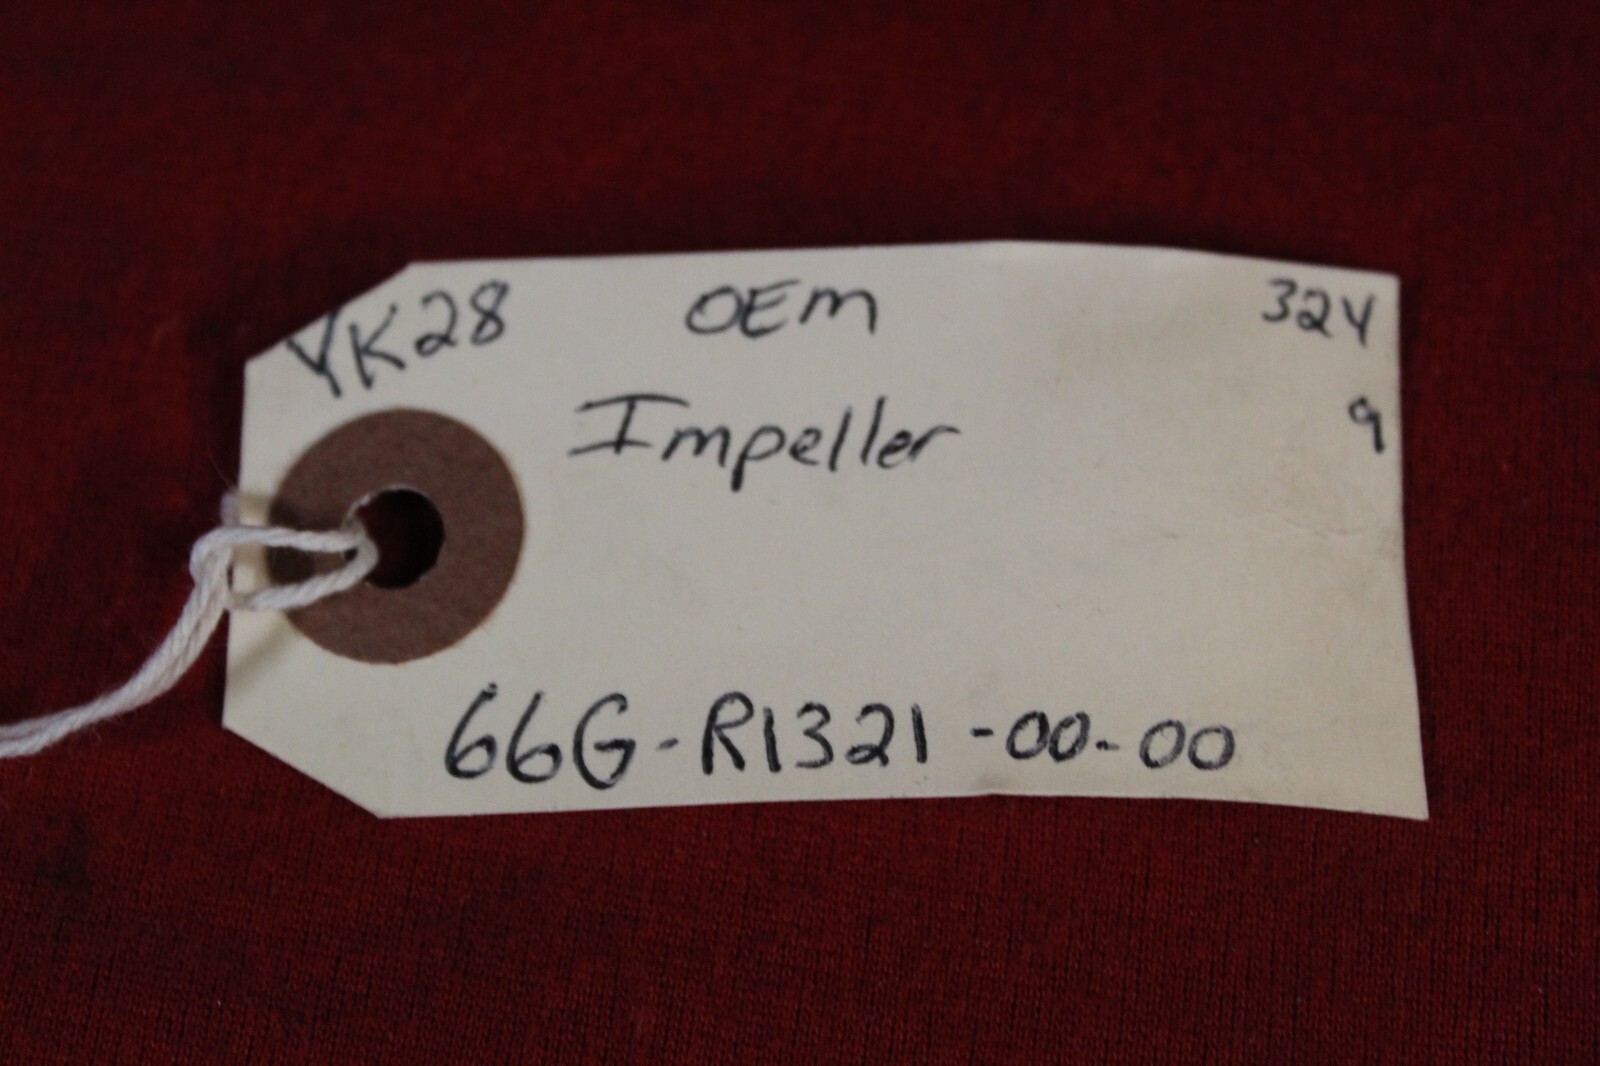 YK28 OEM 324
Impeller 9
66G-R1321-00-00